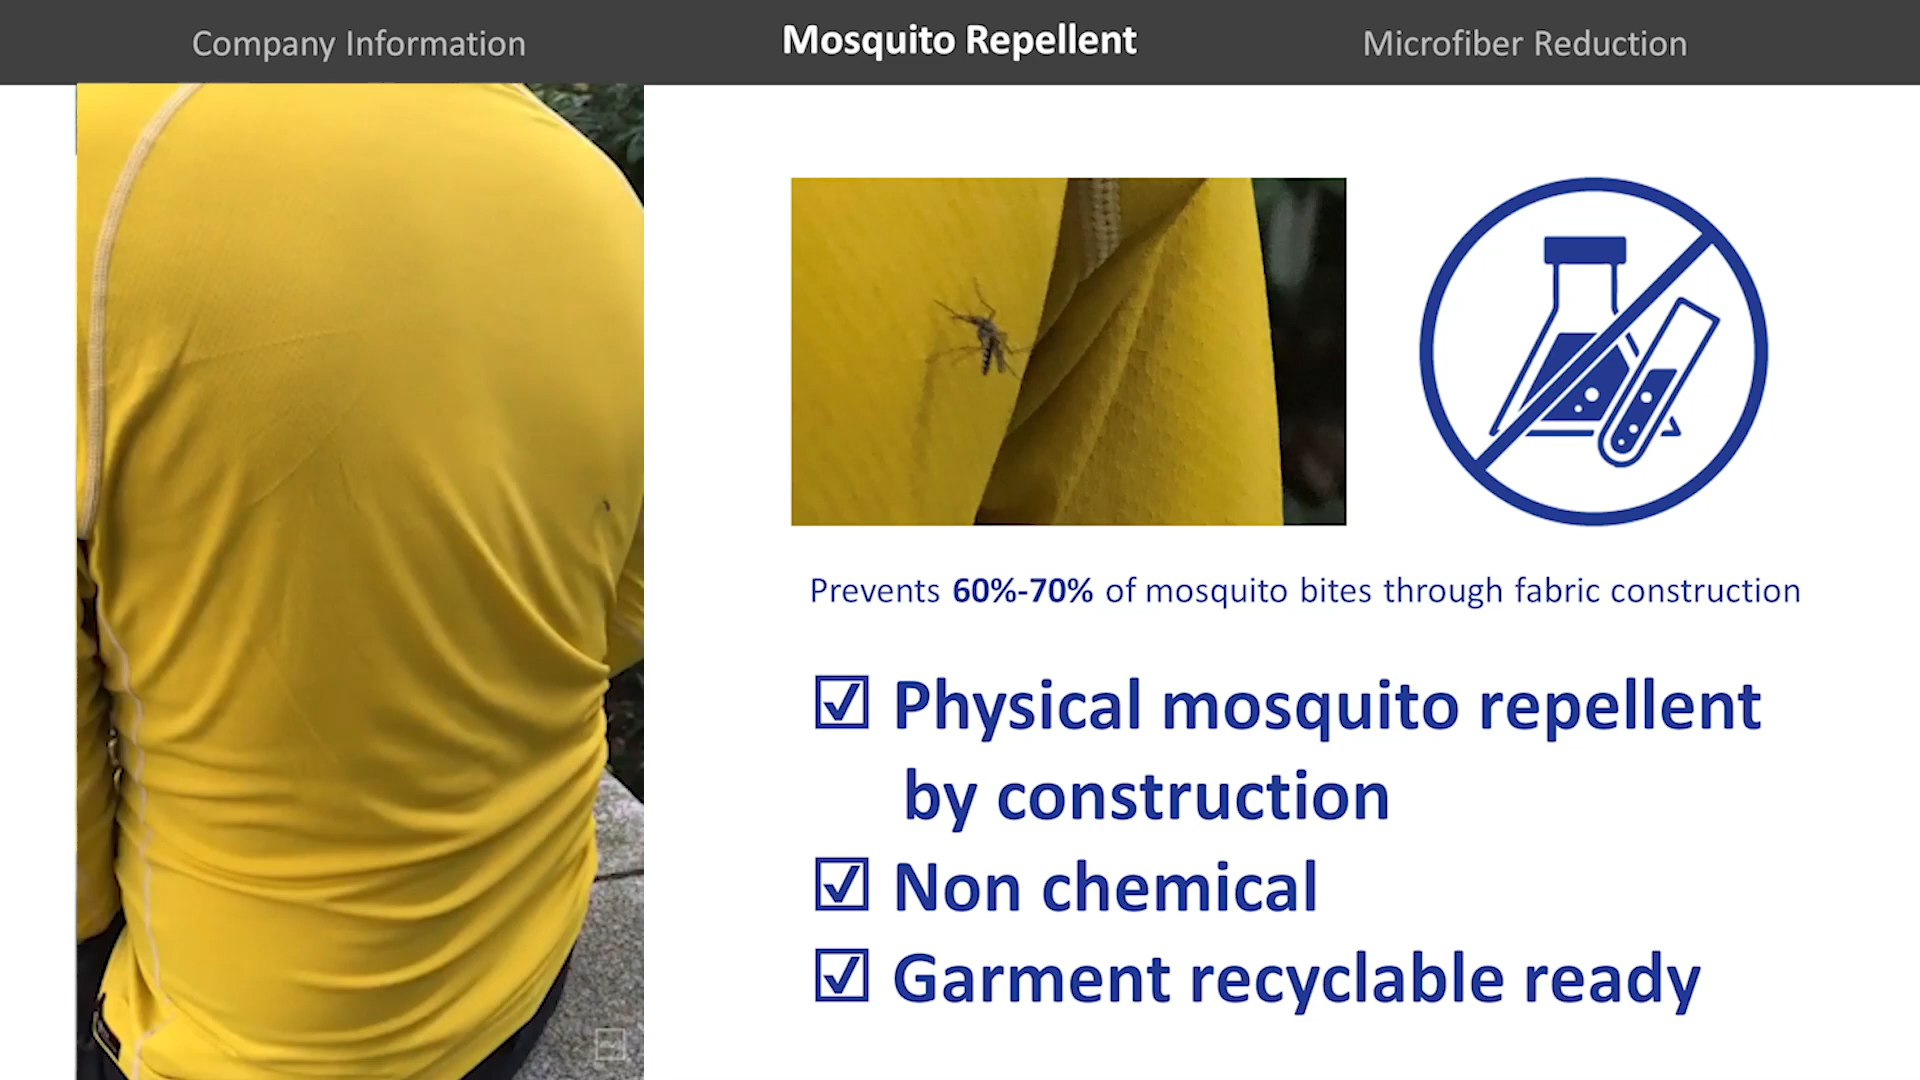 Company Information
Mosquito Repellent
Microfiber Reduction
Prevents 60%-70% of mosquito bites through fabric construction
☑ Physical mosquito repellent
by construction
☑ Non chemical
☑ Garment recyclable ready